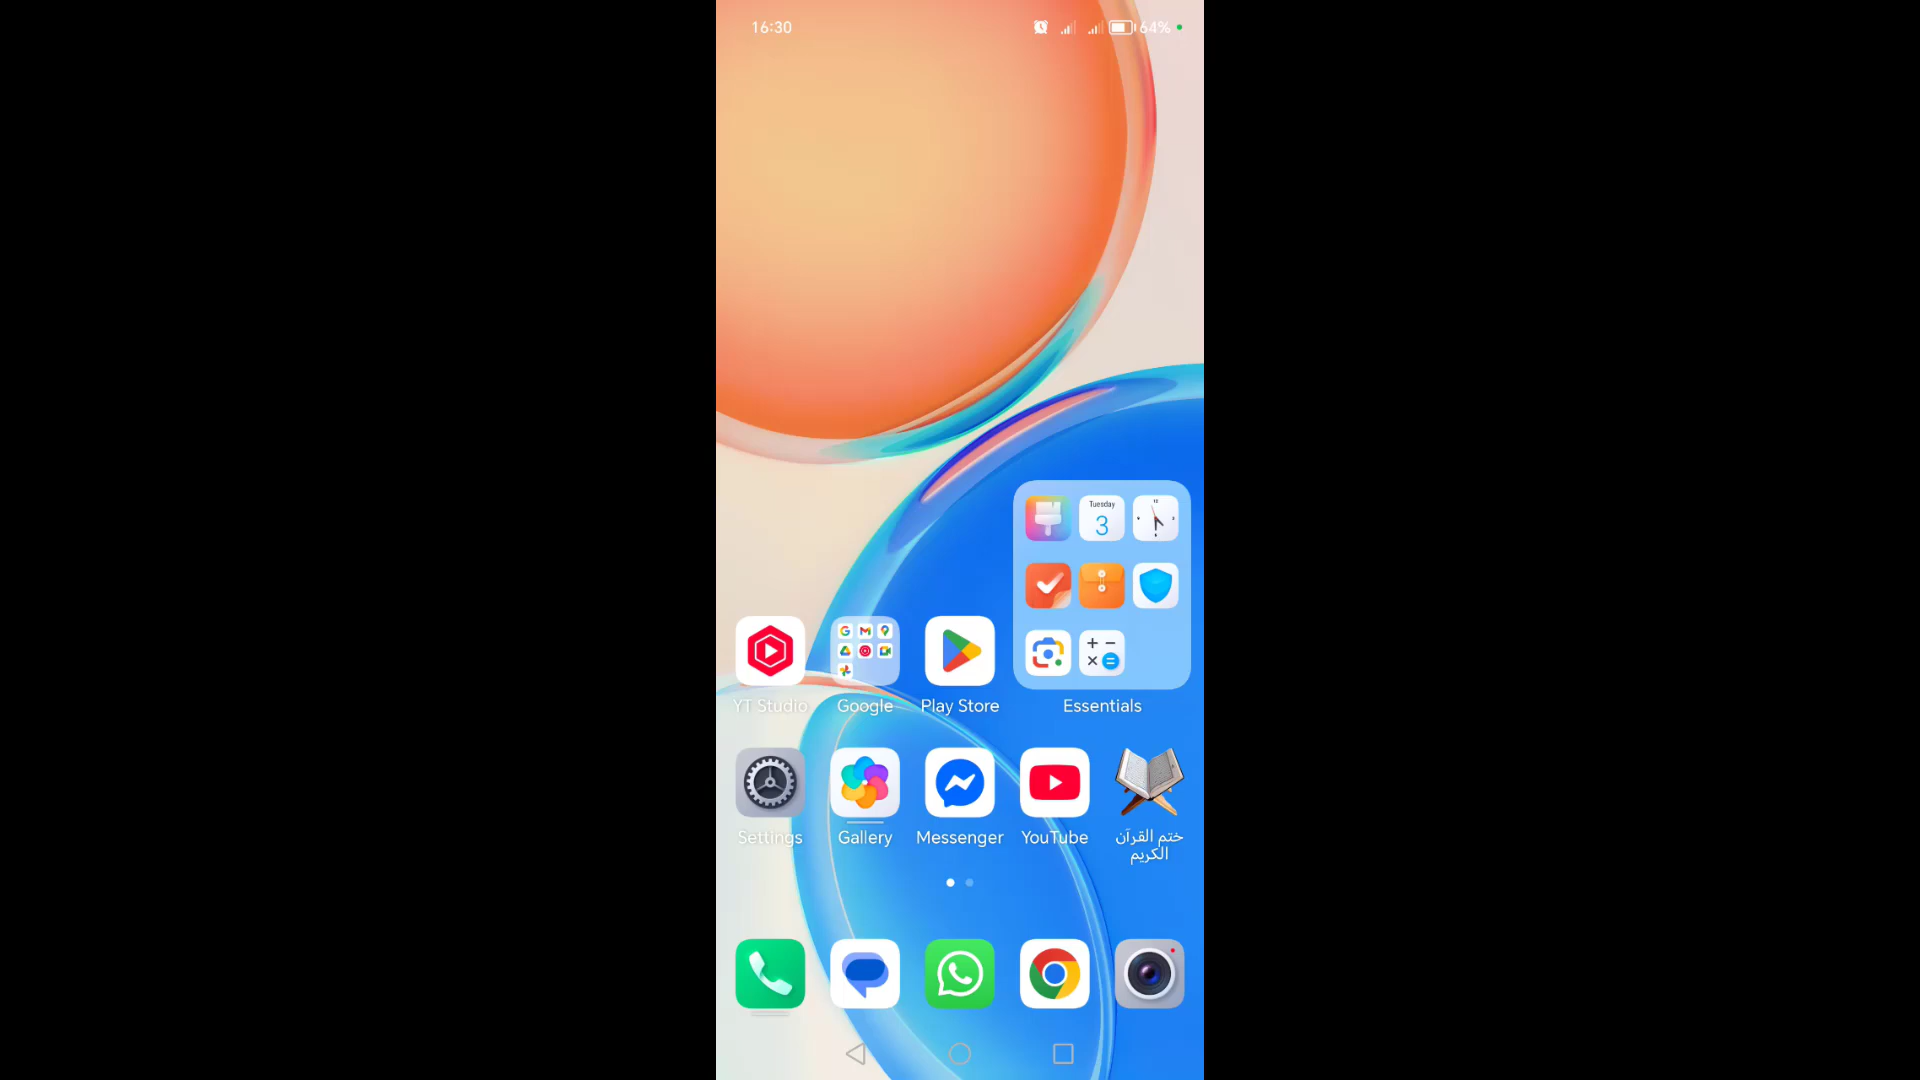 16:30
64%
Tuesday
3
YT Studio
Google
Play Store
Essentials
Settings
Gallery
Messenger
YouTube
ختم القرآن
الكريم